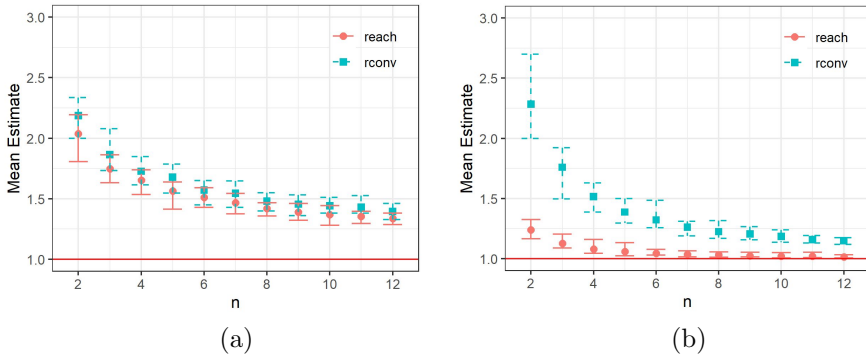 3.0
2.5
2.0
1.5
1.0
Mean Estimate
reach
rconv
2 4 6 8 10 12
n
(a)
3.0
2.5
2.0
1.5
1.0
Mean Estimate
reach
rconv
2 4 6 8 10 12
n
(b)